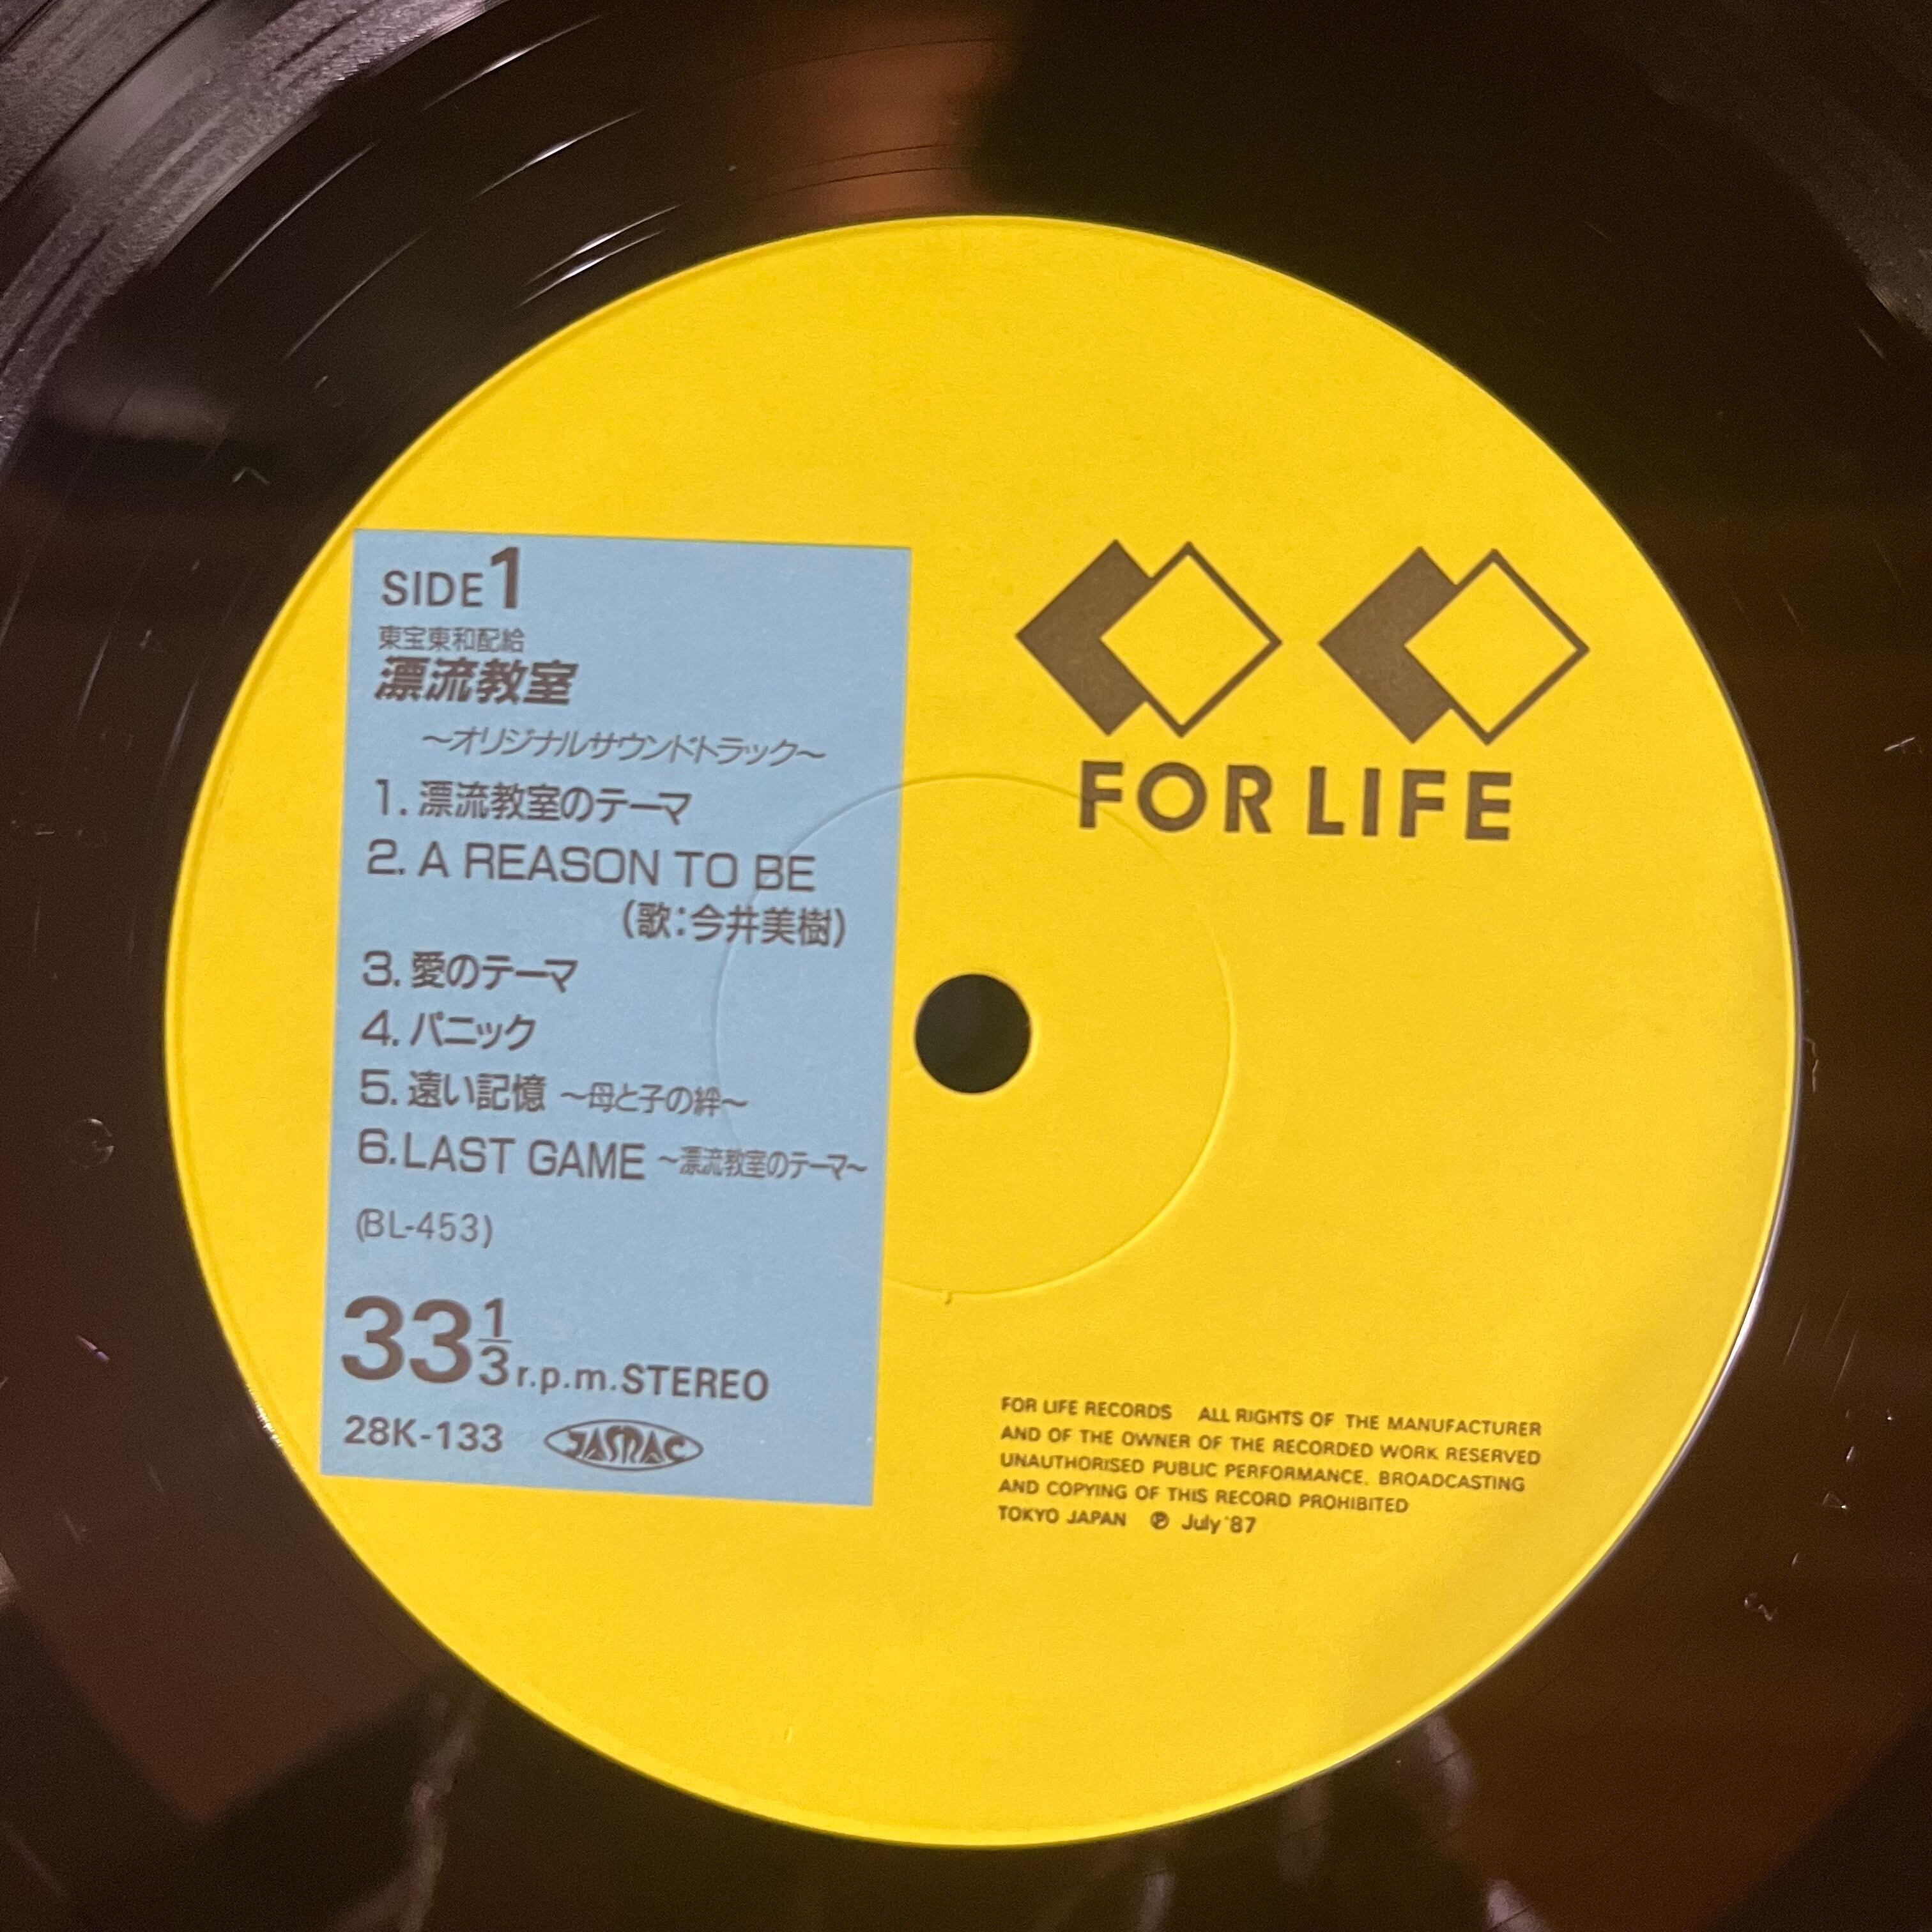 SIDE 1
東宝東和配給
漂流教室
～オリジナルサウンドトラック～
1. 漂流教室のテーマ
2. A REASON TO BE
(歌:今井美樹)
3. 愛のテーマ
4. パニック
5. 遠い記憶 ～母と子の絆～
6. LAST GAME ～漂流教室のテーマ～
(BL-453)
33 1/3 r.p.m. STEREO
28K-133 JASRAC
FOR LIFE
FOR LIFE RECORDS ALL RIGHTS OF THE MANUFACTURER
AND OF THE OWNER OF THE RECORDED WORK RESERVED
UNAUTHORISED PUBLIC PERFORMANCE. BROADCASTING
AND COPYING OF THIS RECORD PROHIBITED
TOKYO JAPAN ℗ July '87